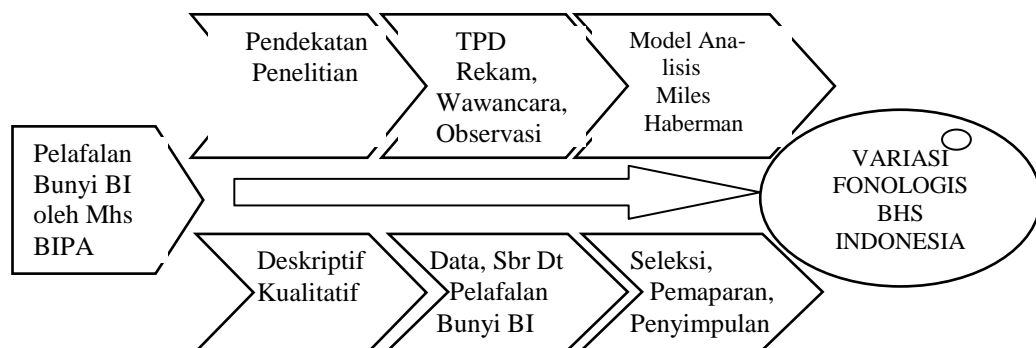 Pendekatan
Penelitian
TPD
Rekam,
Wawancara,
Observasi
Model Ana-
lisis
Miles
Haberman
Pelafalan
Bunyi BI
oleh Mhs
BIPA
VARIASI
FONOLOGIS
BHS
INDONESIA
Deskriptif
Kualitatif
Data, Sbr Dt
Pelafalan
Bunyi BI
Seleksi,
Pemaparan,
Penyimpulan